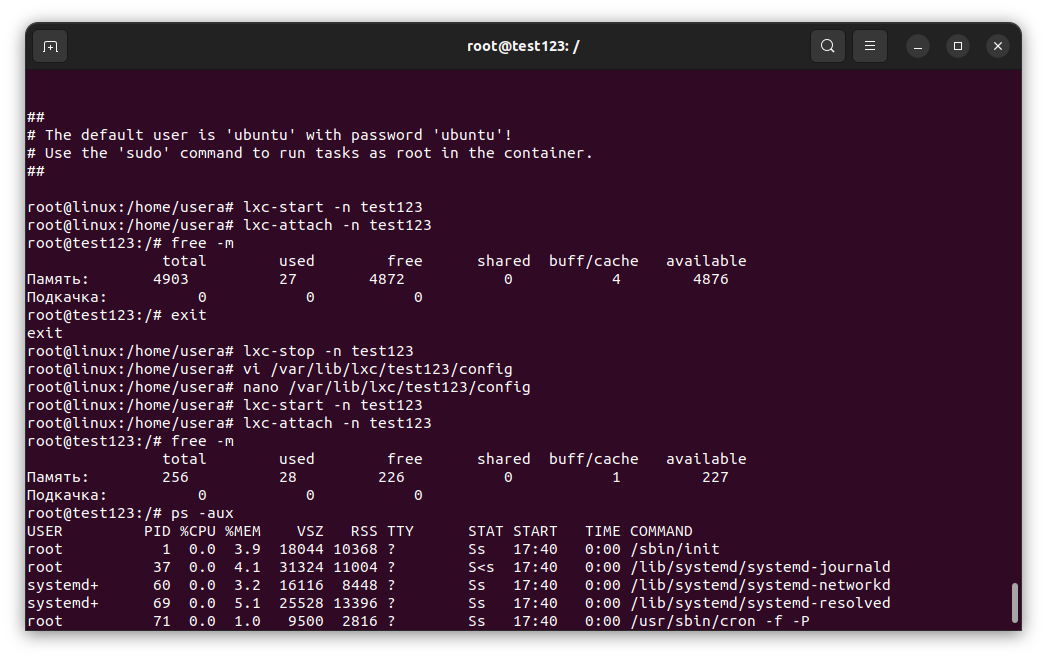 root@test123: /
##
# The default user is 'ubuntu' with password 'ubuntu'!
# Use the 'sudo' command to run tasks as root in the container.
##
root@linux:/home/usera# lxc-start -n test123
root@linux:/home/usera# lxc-attach -n test123
root@test123:/# free -m
               total        used        free      shared  buff/cache   available
Память:       4903          27        4872           0           4        4876
Подкачка:          0           0           0
root@test123:/# exit
exit
root@linux:/home/usera# lxc-stop -n test123
root@linux:/home/usera# vi /var/lib/lxc/test123/config
root@linux:/home/usera# nano /var/lib/lxc/test123/config
root@linux:/home/usera# lxc-start -n test123
root@linux:/home/usera# lxc-attach -n test123
root@test123:/# free -m
               total        used        free      shared  buff/cache   available
Память:        256          28         226           0           1         227
Подкачка:          0           0           0
root@test123:/# ps -aux
USER         PID %CPU %MEM    VSZ   RSS TTY      STAT START   TIME COMMAND
root           1  0.0  3.9  18044 10368 ?        Ss   17:40   0:00 /sbin/init
root          37  0.0  4.1  31324 11004 ?        S<s  17:40   0:00 /lib/systemd/systemd-journald
systemd+      60  0.0  3.2  16116  8448 ?        Ss   17:40   0:00 /lib/systemd/systemd-networkd
systemd+      69  0.0  5.1  25528 13396 ?        Ss   17:40   0:00 /lib/systemd/systemd-resolved
root          71  0.0  1.0   9500  2816 ?        Ss   17:40   0:00 /usr/sbin/cron -f -P